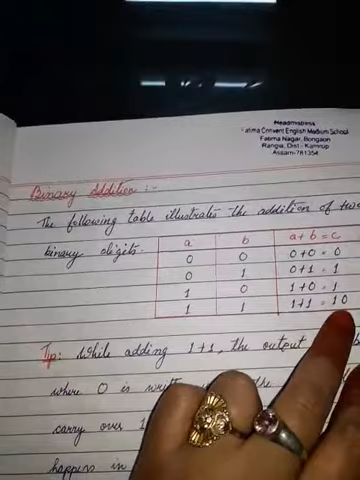 Headmistress
Fatima Convent English Medium School
Fatima Nagar, Bongaon
Rangia, Dist - Kamrup
Assam-781354
Binary Addition :-
The following table illustrates the addition of two
binary digits.
a b a + b = c
0 0 0 + 0 = 0
0 1 0 + 1 = 1
1 0 1 + 0 = 1
1 1 1 + 1 = 10
Tip: While adding 1+1, the output
where 0 is
carry over 1
happens in